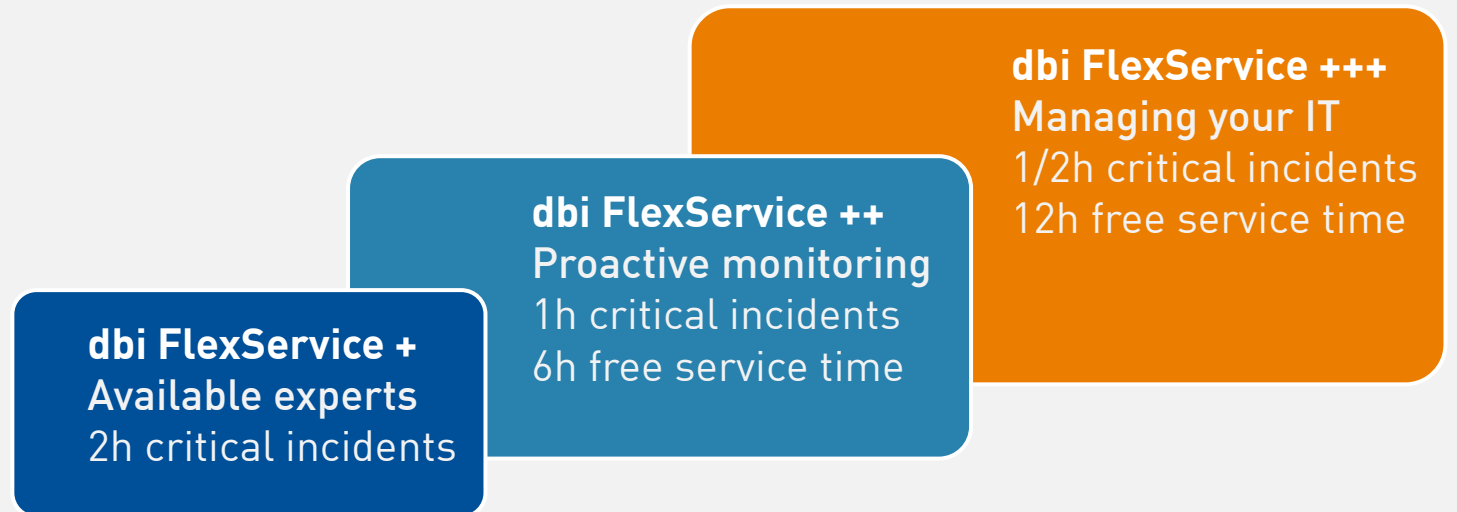 dbi FlexService +++
Managing your IT
1/2h critical incidents
12h free service time
dbi FlexService ++
Proactive monitoring
1h critical incidents
6h free service time
dbi FlexService +
Available experts
2h critical incidents